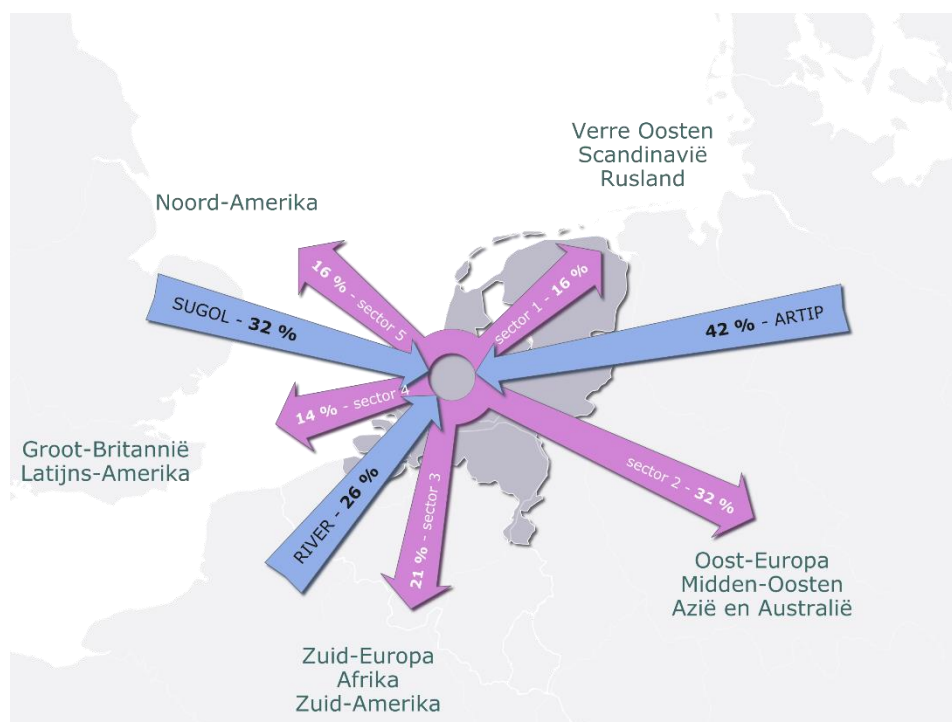 Verre Oosten
Scandinavië
Rusland
Noord-Amerika
16 % - sector 5
sector 1 - 16 %
SUGOL - 32 %
42 % - ARTIP
14 % - sector 4
Groot-Britannië
Latijns-Amerika
RIVER - 26 %
21 % - sector 3
sector 2 - 32 %
Oost-Europa
Midden-Oosten
Azië en Australië
Zuid-Europa
Afrika
Zuid-Amerika